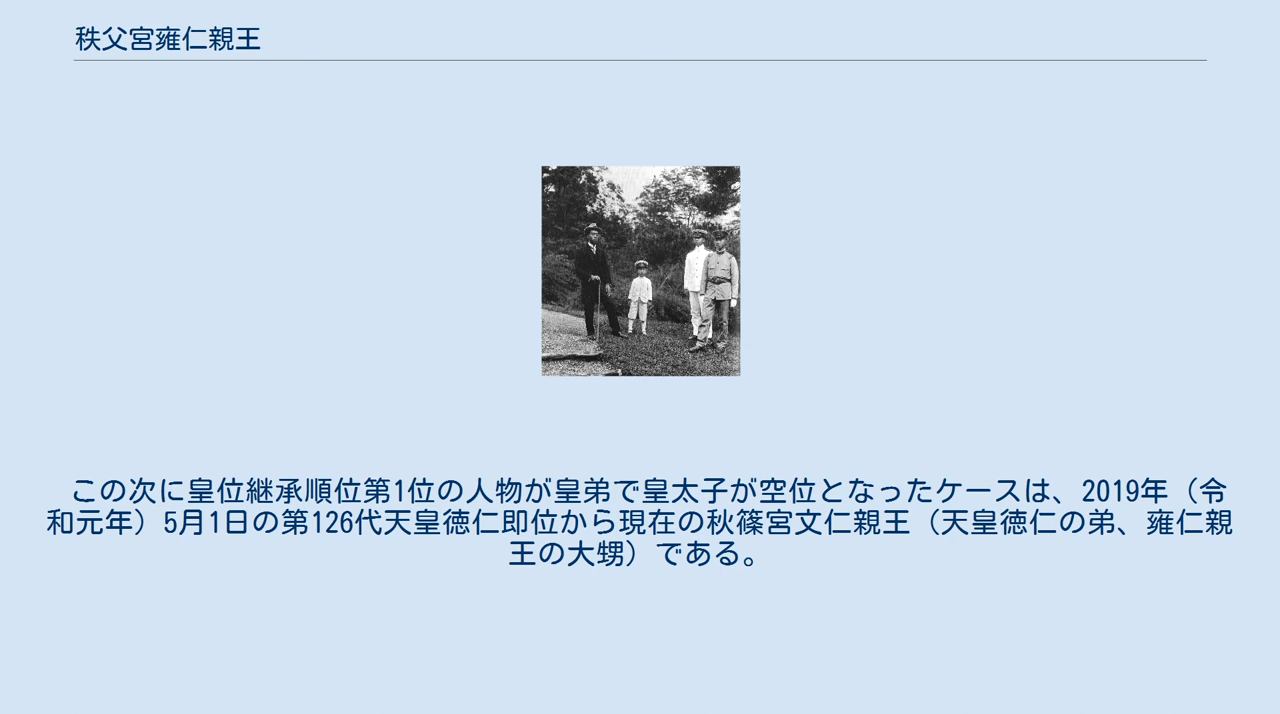 秩父宮雍仁親王
この次に皇位継承順位第1位の人物が皇弟で皇太子が空位となったケースは、2019年（令
和元年）5月1日の第126代天皇徳仁即位から現在の秋篠宮文仁親王（天皇徳仁の弟、雍仁親
王の大甥）である。